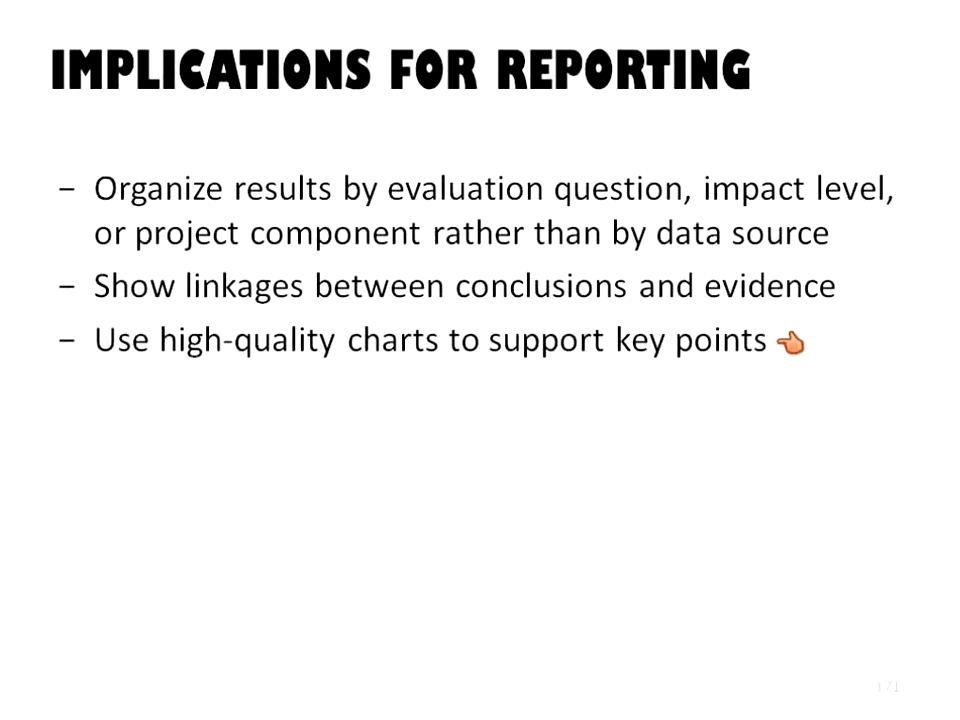 IMPLICATIONS FOR REPORTING
– Organize results by evaluation question, impact level,
or project component rather than by data source
– Show linkages between conclusions and evidence
– Use high-quality charts to support key points